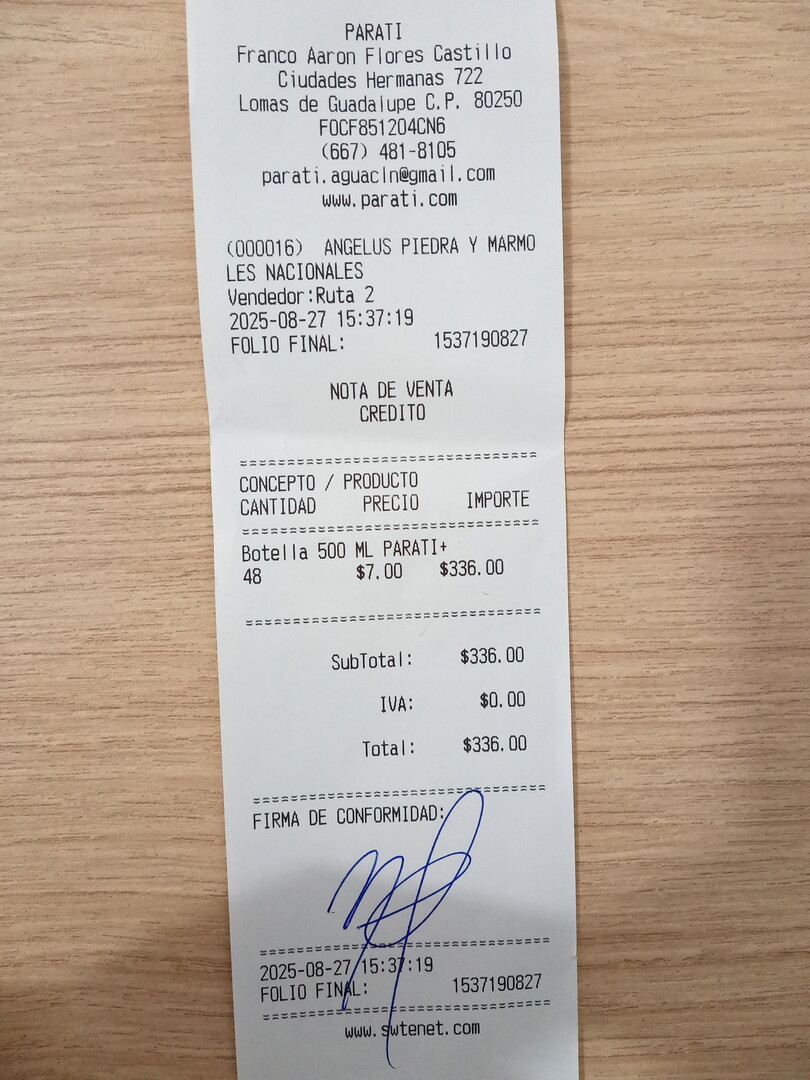 PARATI
Franco Aaron Flores Castillo
Ciudades Hermanas 722
Lomas de Guadalupe C.P. 80250
FOCF851204CN6
(667) 481-8105
parati.aguacln@gmail.com
www.parati.com
(000016) ANGELUS PIEDRA Y MARMO
LES NACIONALES
Vendedor:Ruta 2
2025-08-27 15:37:19
FOLIO FINAL: 1537190827
NOTA DE VENTA
CREDITO
CONCEPTO / PRODUCTO
CANTIDAD PRECIO IMPORTE
Botella 500 ML PARATI+
48 $7.00 $336.00
SubTotal: $336.00
IVA: $0.00
Total: $336.00
FIRMA DE CONFORMIDAD:
2025-08-27 15:37:19
FOLIO FINAL: 1537190827
www.swtenet.com